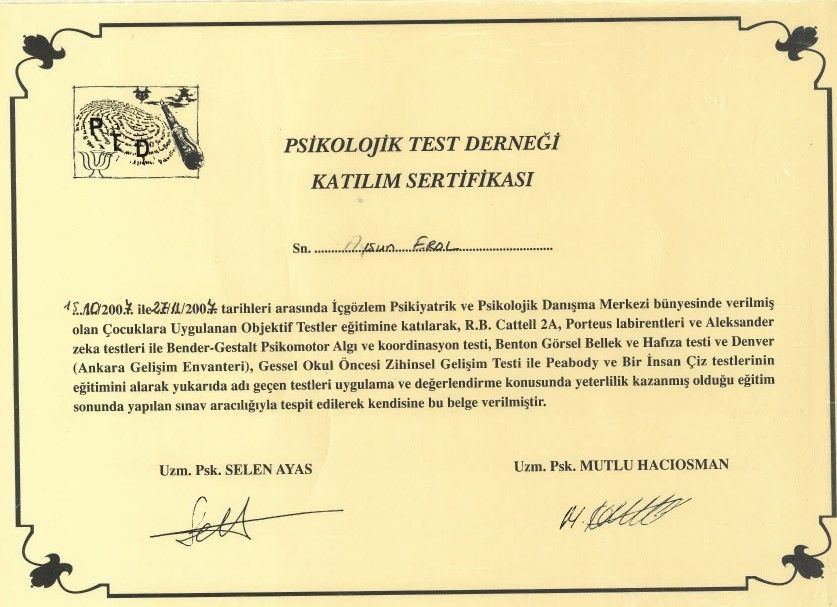 PTD
PSİKOLOJİK TEST DERNEĞİ
KATILIM SERTİFİKASI
Sn. Aysun EROL
15.10/2007 ile 27/11/2007 tarihleri arasında İçgözlem Psikiyatrik ve Psikolojik Danışma Merkezi bünyesinde verilmiş
olan Çocuklara Uygulanan Objektif Testler eğitimine katılarak, R.B. Cattell 2A, Porteus labirentleri ve Aleksander
zeka testleri ile Bender-Gestalt Psikomotor Algı ve koordinasyon testi, Benton Görsel Bellek ve Hafıza testi ve Denver
(Ankara Gelişim Envanteri), Gessel Okul Öncesi Zihinsel Gelişim Testi ile Peabody ve Bir İnsan Çiz testlerinin
eğitimini alarak yukarıda adı geçen testleri uygulama ve değerlendirme konusunda yeterlilik kazanmış olduğu eğitim
sonunda yapılan sınav aracılığıyla tespit edilerek kendisine bu belge verilmiştir.
Uzm. Psk. SELEN AYAS
Uzm. Psk. MUTLU HACIOSMAN